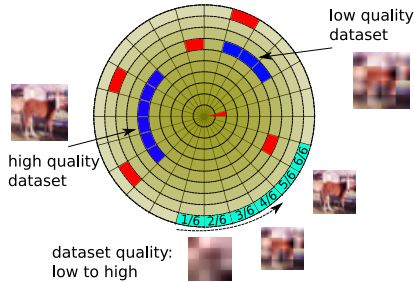 low quality
dataset
high quality
dataset
1/6 2/6 3/6 4/6 5/6 6/6
dataset quality:
low to high